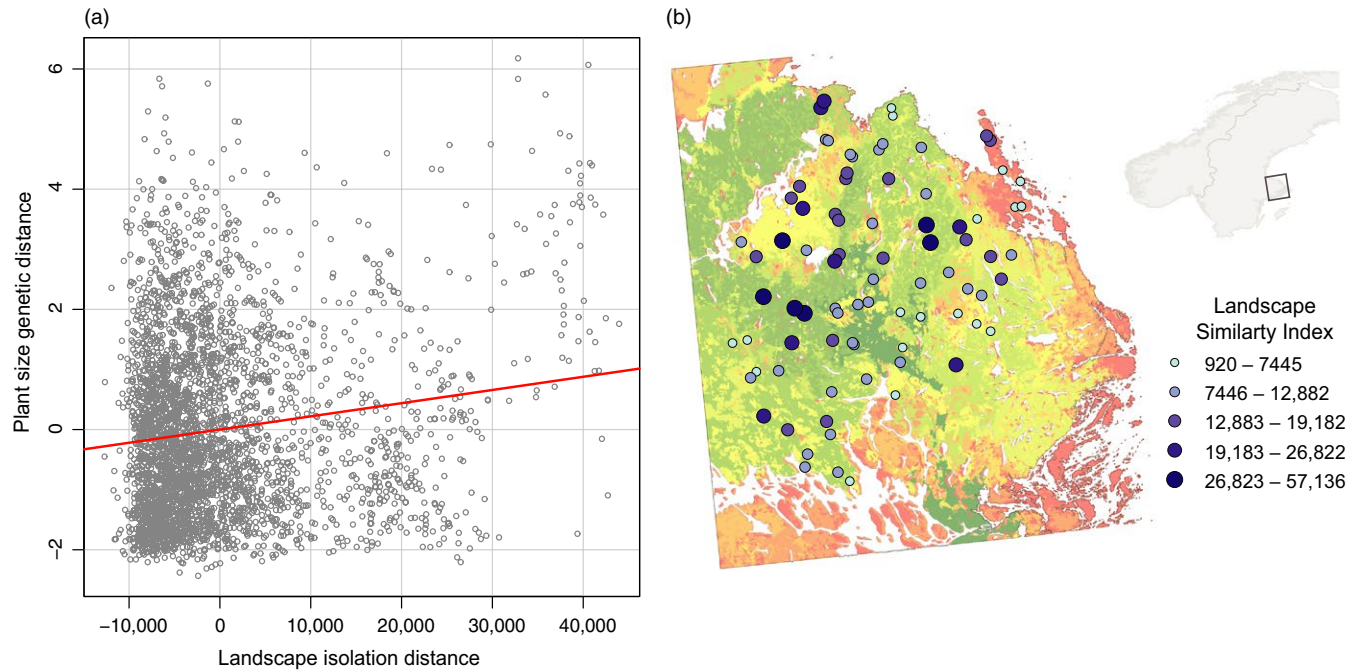 (a)
Plant size genetic distance
6
4
2
0
−2
−10,000 0 10,000 20,000 30,000 40,000
Landscape isolation distance
(b)
Landscape
Similarty Index
920 – 7445
7446 – 12,882
12,883 – 19,182
19,183 – 26,822
26,823 – 57,136